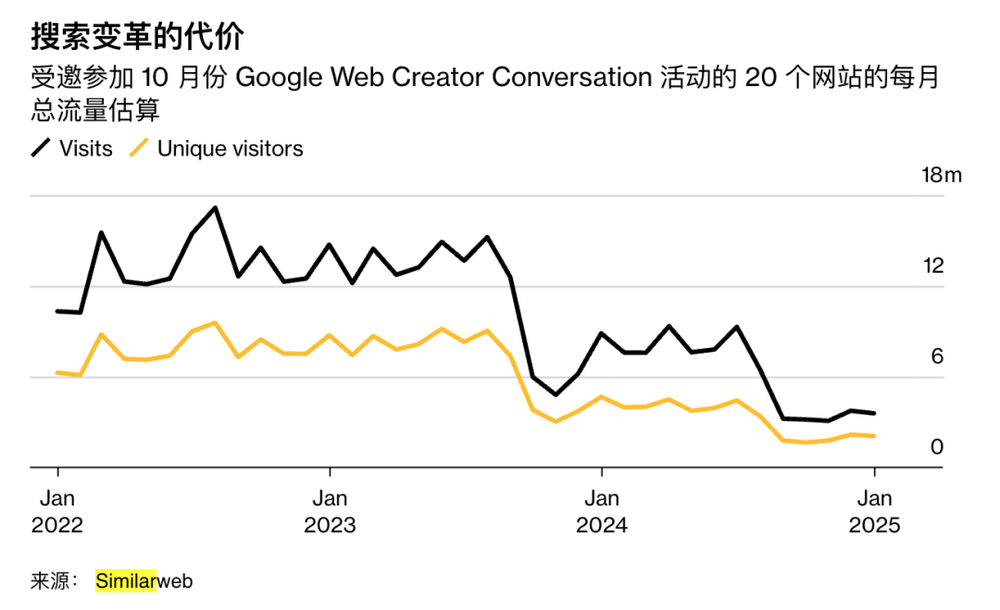 搜索变革的代价
受邀参加 10 月份 Google Web Creator Conversation 活动的 20 个网站的每月
总流量估算
Visits Unique visitors
18m
12
6
0
Jan Jan Jan Jan
2022 2023 2024 2025
来源： Similarweb